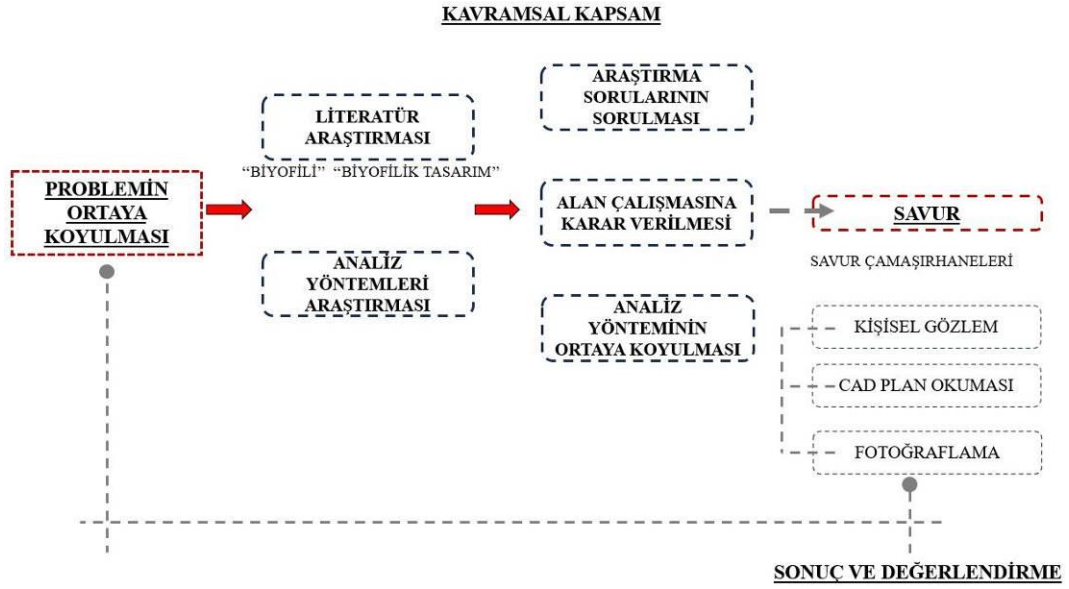 KAVRAMSAL KAPSAM
PROBLEMİN
ORTAYA
KOYULMASI
LİTERATÜR
ARAŞTIRMASI
“BİYOFİLİ” “BİYOFİLİK TASARIM”
ANALİZ
YÖNTEMLERİ
ARAŞTIRMASI
ARAŞTIRMA
SORULARININ
SORULMASI
ALAN ÇALIŞMASINA
KARAR VERİLMESİ
ANALİZ
YÖNTEMİNİN
ORTAYA KOYULMASI
SAVUR
SAVUR ÇAMAŞIRHANELERİ
KİŞİSEL GÖZLEM
CAD PLAN OKUMASI
FOTOĞRAFLAMA
SONUÇ VE DEĞERLENDİRME